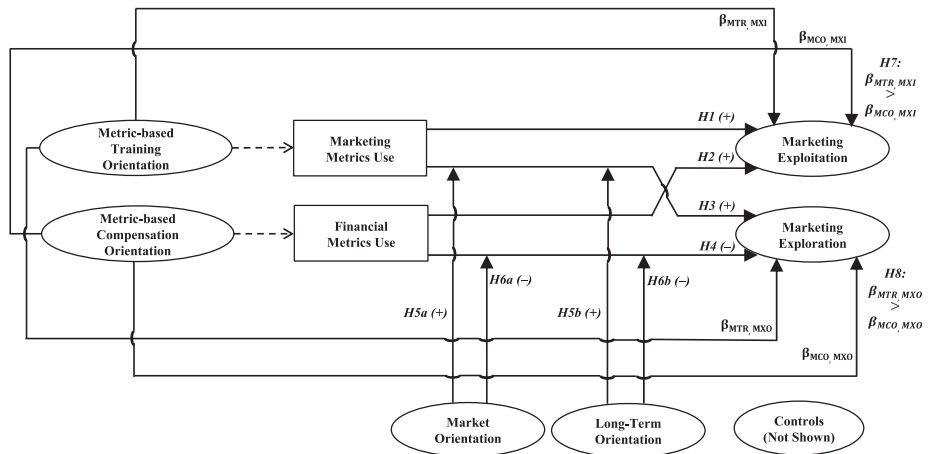 βMTR, MXI
βMCO, MXI
H7:
βMTR, MXI
>
βMCO, MXI
Metric-based
Training
Orientation
Marketing
Metrics Use
H1 (+)
Marketing
Exploitation
H2 (+)
Metric-based
Compensation
Orientation
Financial
Metrics Use
H3 (+)
H4 (–)
Marketing
Exploration
H5a (+)
H6a (–)
H5b (+)
H6b (–)
H8:
βMTR, MXO
>
βMCO, MXO
βMTR, MXO
βMCO, MXO
Market
Orientation
Long-Term
Orientation
Controls
(Not Shown)